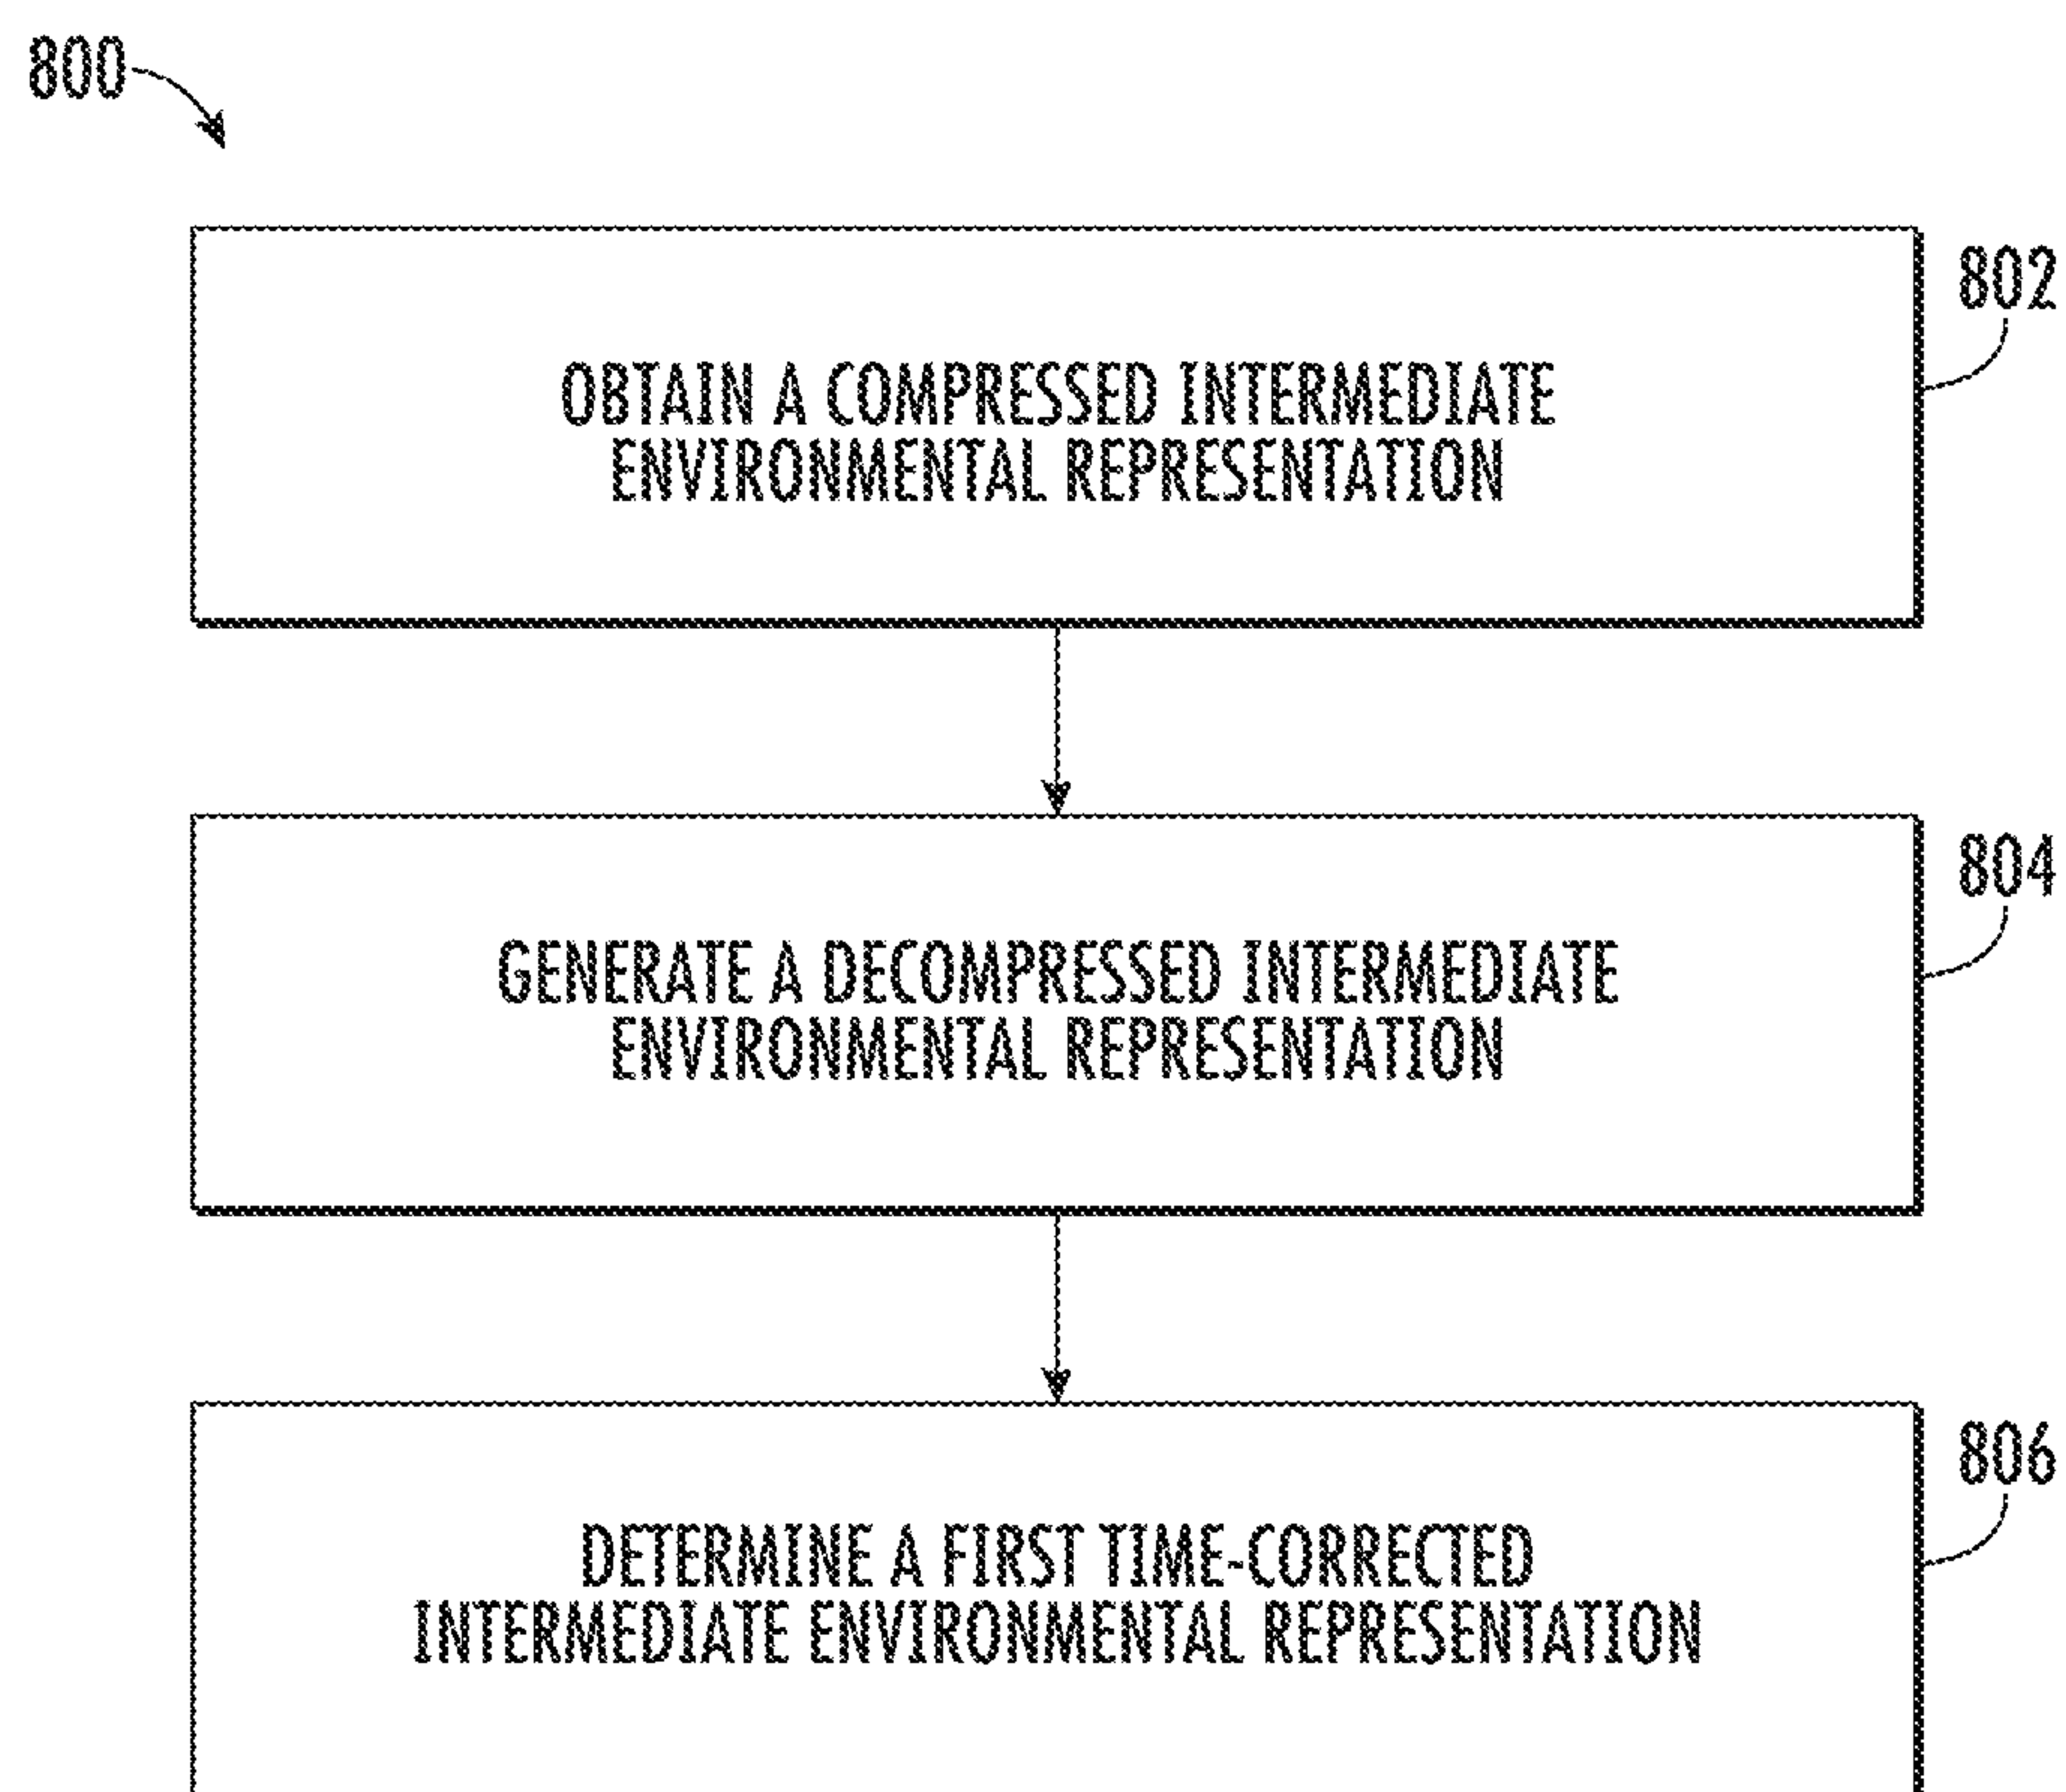 800
802
OBTAIN A COMPRESSED INTERMEDIATE
ENVIRONMENTAL REPRESENTATION
804
GENERATE A DECOMPRESSED INTERMEDIATE
ENVIRONMENTAL REPRESENTATION
806
DETERMINE A FIRST TIME-CORRECTED
INTERMEDIATE ENVIRONMENTAL REPRESENTATION